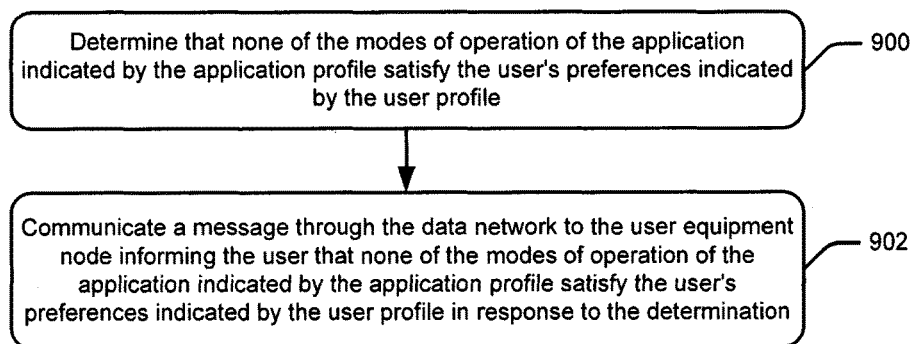 Determine that none of the modes of operation of the application
indicated by the application profile satisfy the user's preferences indicated
by the user profile
900
Communicate a message through the data network to the user equipment
node informing the user that none of the modes of operation of the
application indicated by the application profile satisfy the user's
preferences indicated by the user profile in response to the determination
902